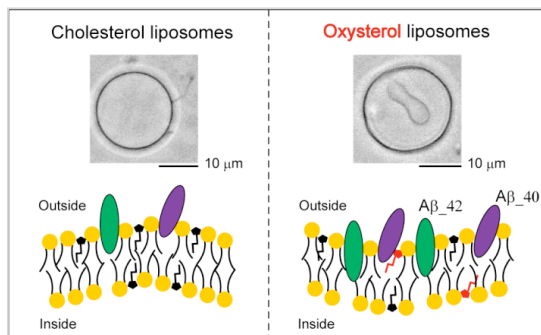 Cholesterol liposomes
Oxysterol liposomes
10 μm
10 μm
Outside
Inside
Outside
Aβ_42
Aβ_40
Inside